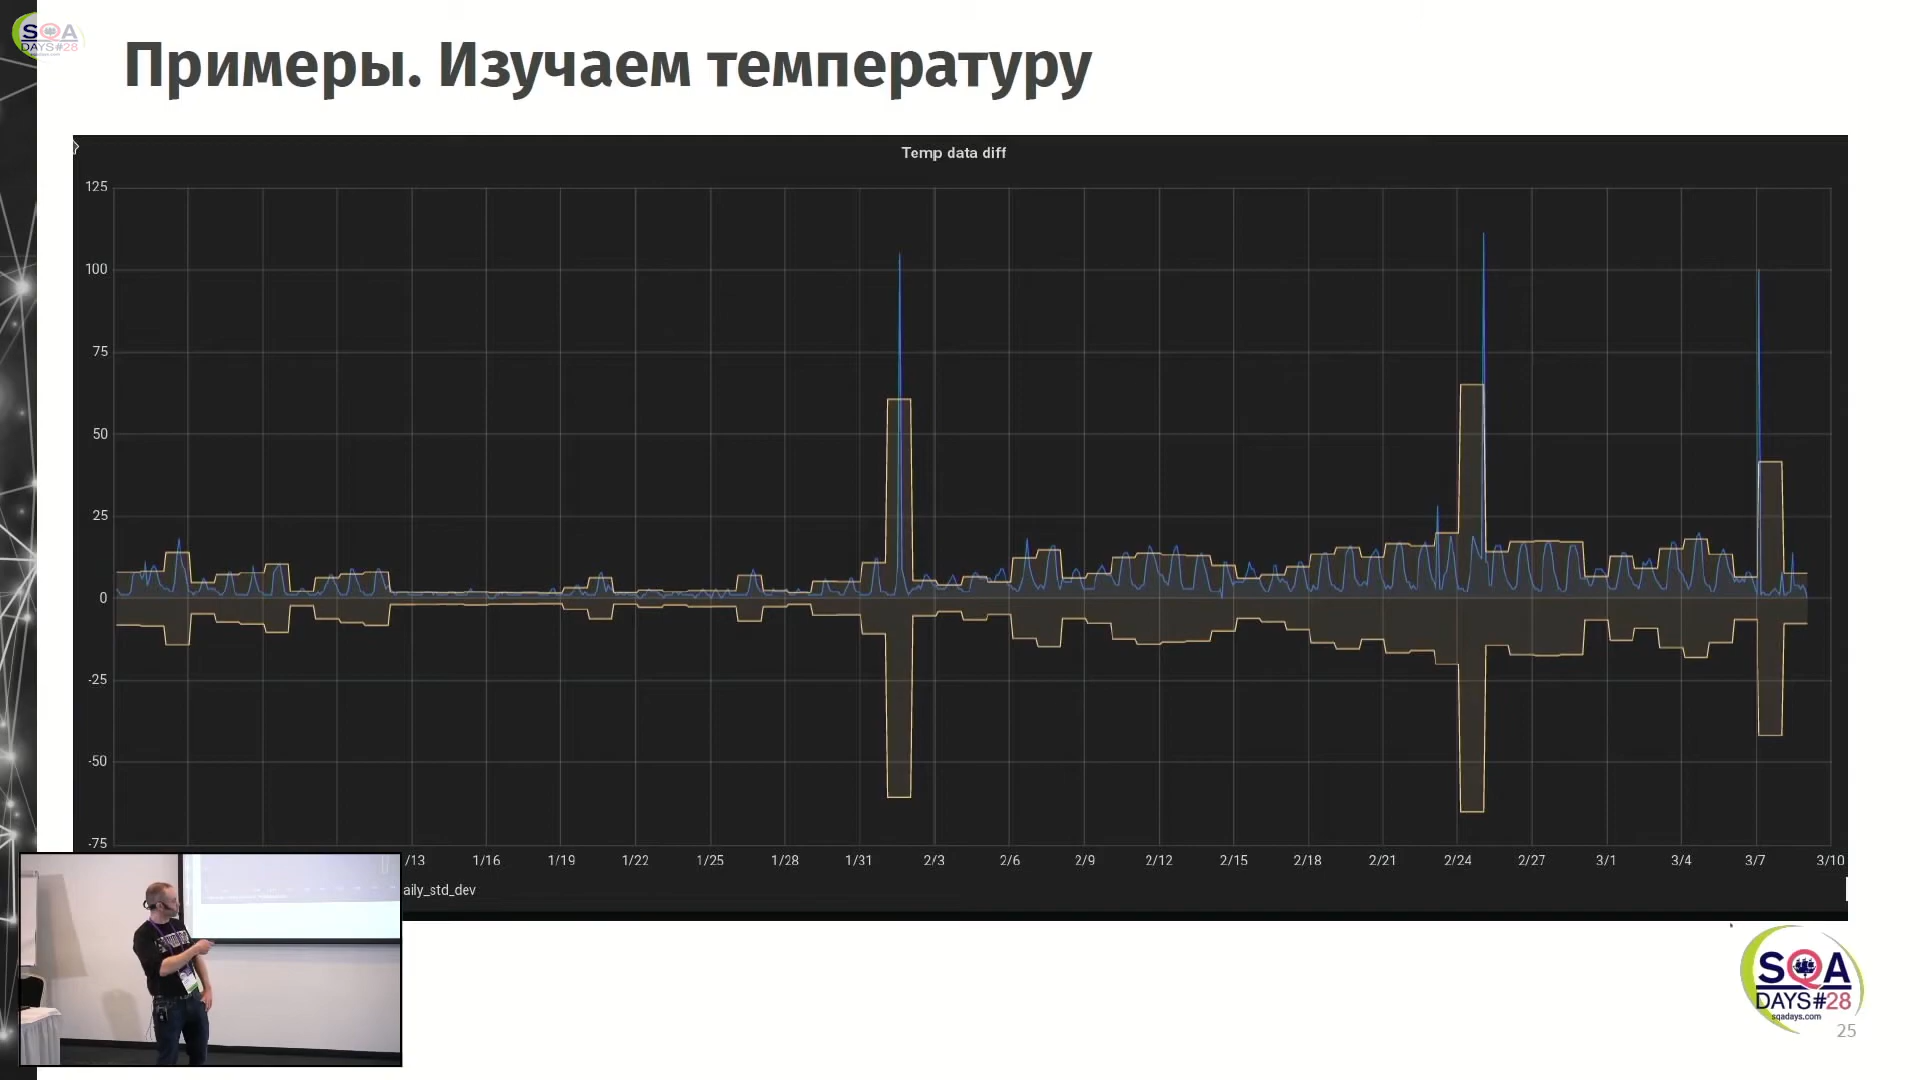 SQA
DAYS#28
Примеры. Изучаем температуру
Temp data diff
125
100
75
50
25
0
-25
-50
-75
/13 1/16 1/19 1/22 1/25 1/28 1/31 2/3 2/6 2/9 2/12 2/15 2/18 2/21 2/24 2/27 3/1 3/4 3/7 3/10
aily_std_dev
SQA
DAYS#28
sqadays.com
25